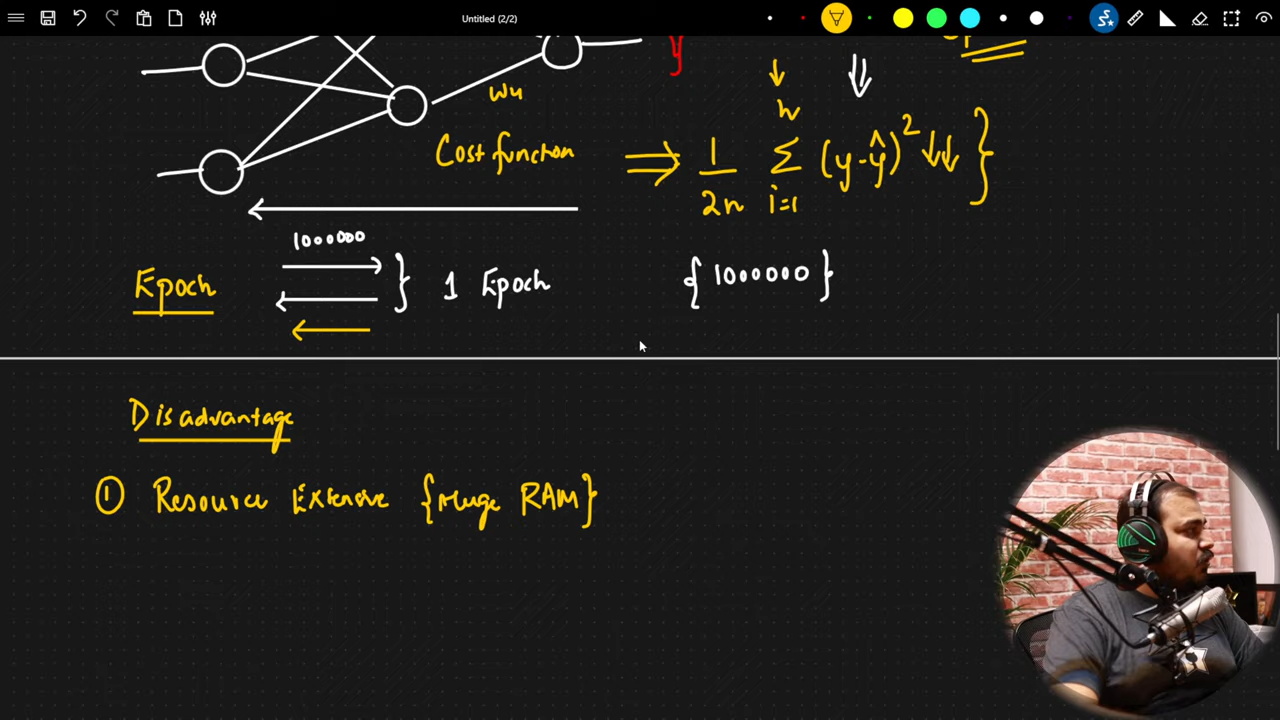 Untitled (2/2)
w4
n
Cost function ⇒ 1/2n Σ (y-ŷ)² ↓↓ }
i=1
1000000
Epoch } 1 Epoch { 1000000 }
Disadvantage
① Resource Extensive {Huge RAM}